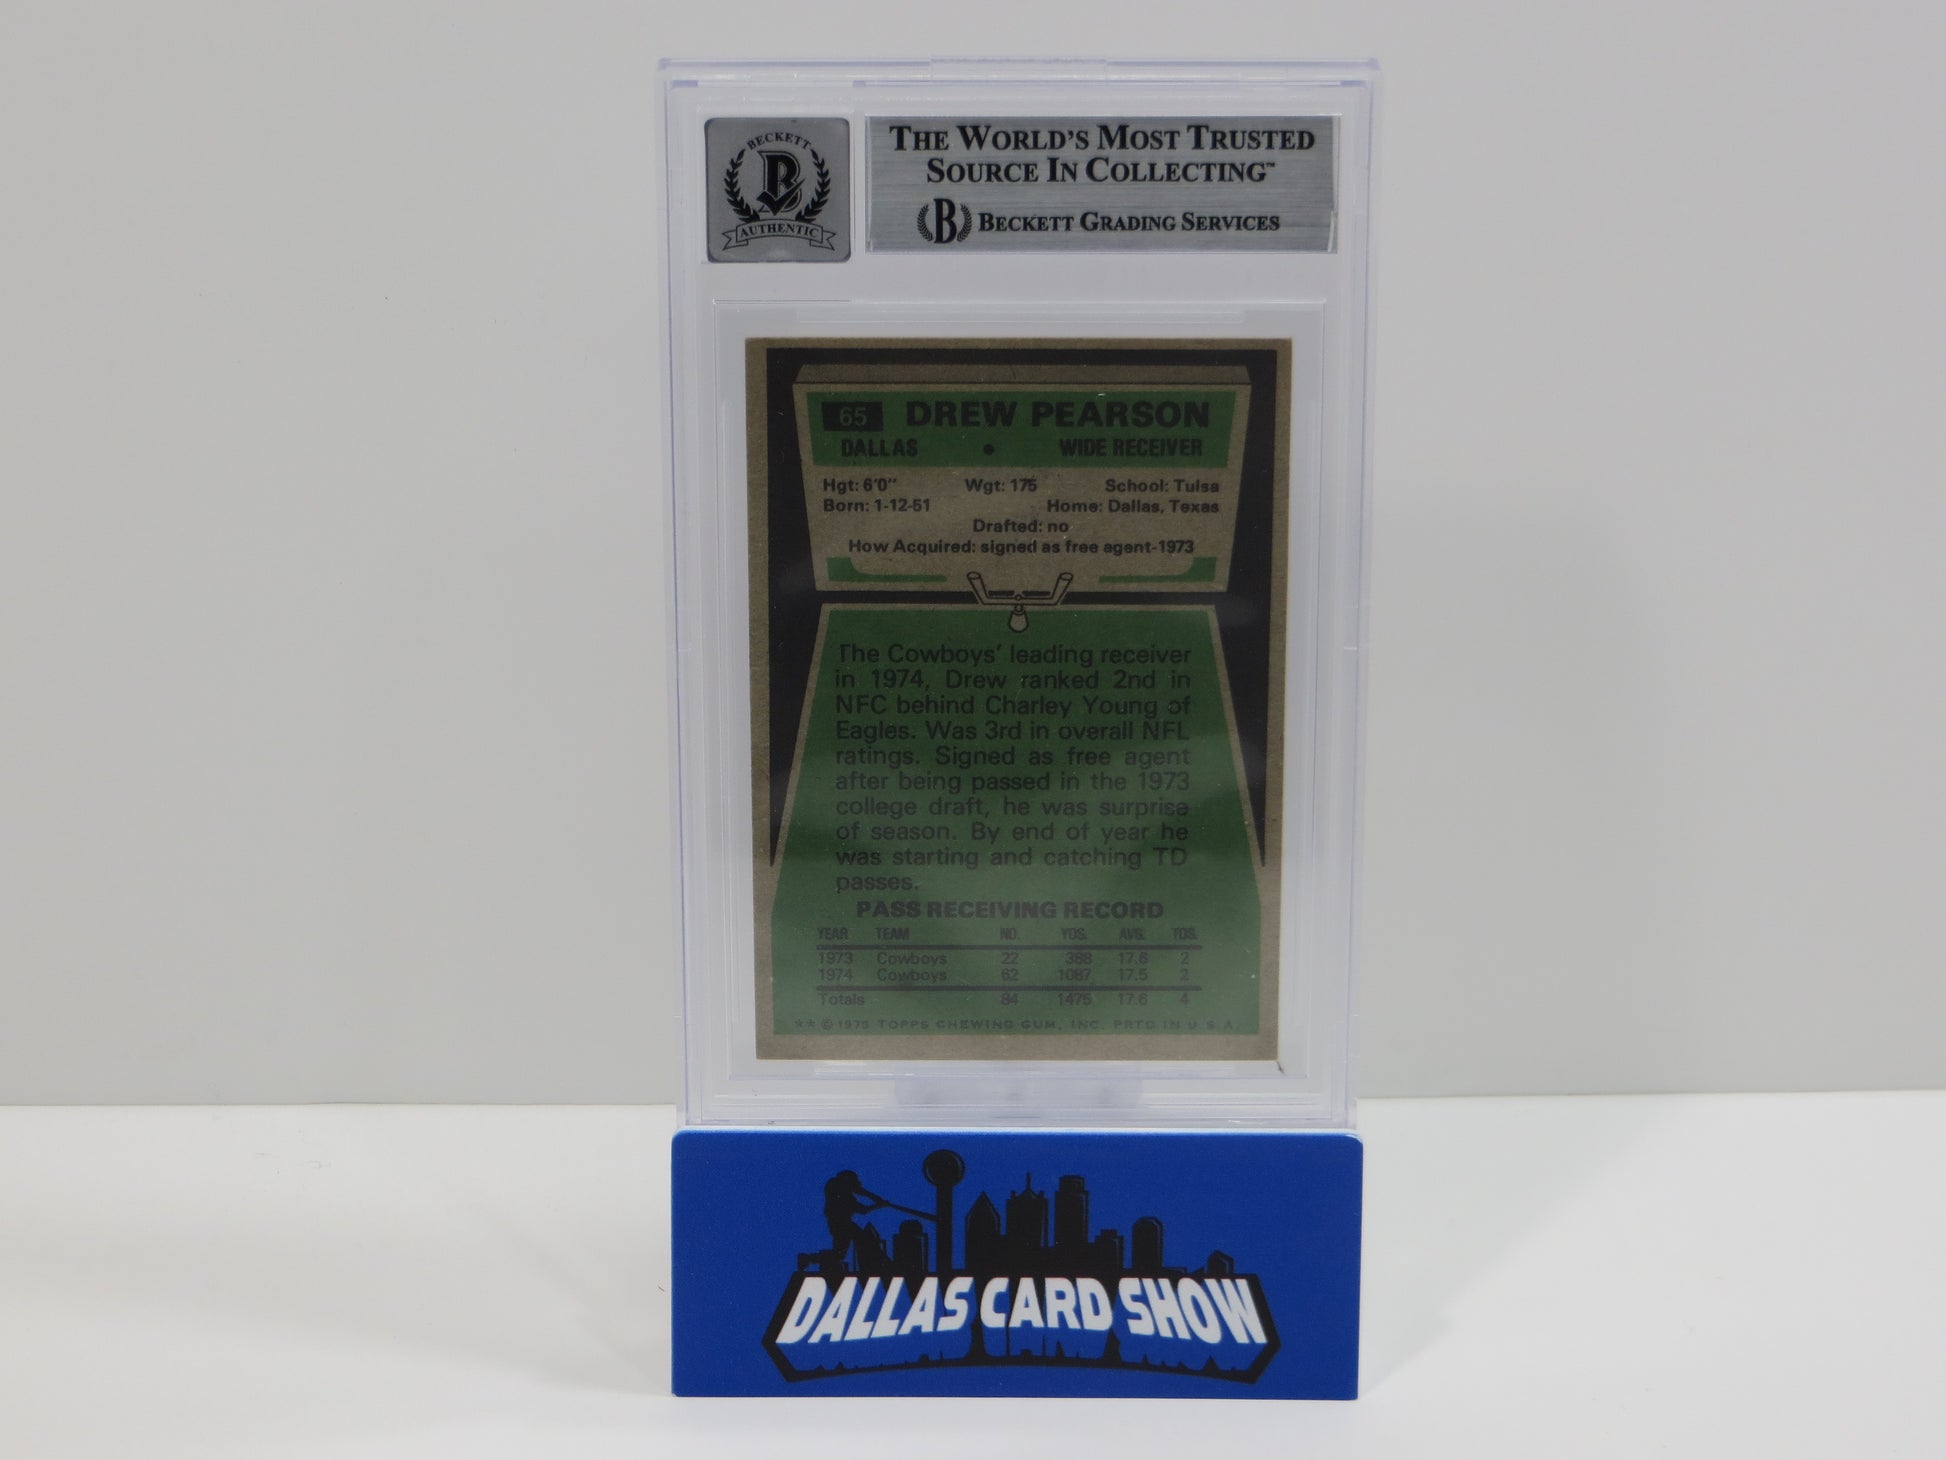 BECKETT
B
AUTHENTIC
THE WORLD'S MOST TRUSTED
SOURCE IN COLLECTING™
B BECKETT GRADING SERVICES
65 DREW PEARSON
DALLAS • WIDE RECEIVER
Hgt: 6'0" Wgt: 175 School: Tulsa
Born: 1-12-51 Home: Dallas, Texas
Drafted: no
How Acquired: signed as free agent-1973
The Cowboys' leading receiver
in 1974, Drew ranked 2nd in
NFC behind Charley Young of
Eagles. Was 3rd in overall NFL
ratings. Signed as free agent
after being passed in the 1973
college draft, he was surprise
of season. By end of year he
was starting and catching TD
passes.
PASS RECEIVING RECORD
YEAR TEAM NO. YDS. AVG. TDS.
1973 Cowboys 22 388 17.6 2
1974 Cowboys 62 1087 17.5 2
Totals 84 1475 17.6 4
** © 1975 TOPPS CHEWING GUM, INC. PRTD IN U S A
DALLAS CARD SHOW